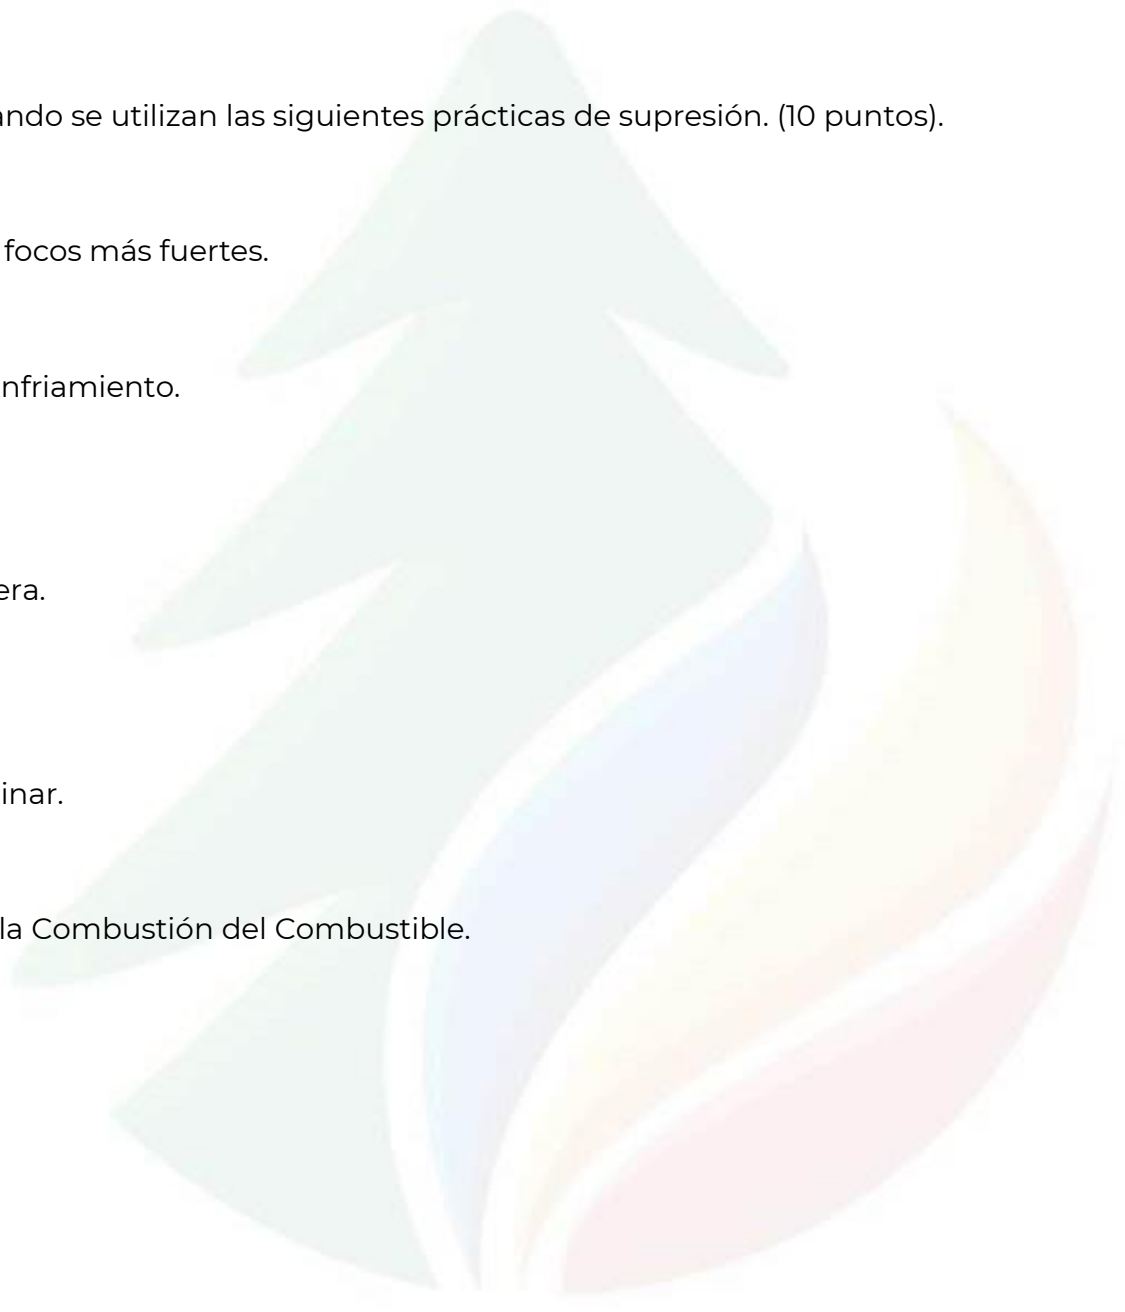 ando se utilizan las siguientes prácticas de supresión. (10 puntos).
focos más fuertes.
nfriamiento.
era.
inar.
la Combustión del Combustible.